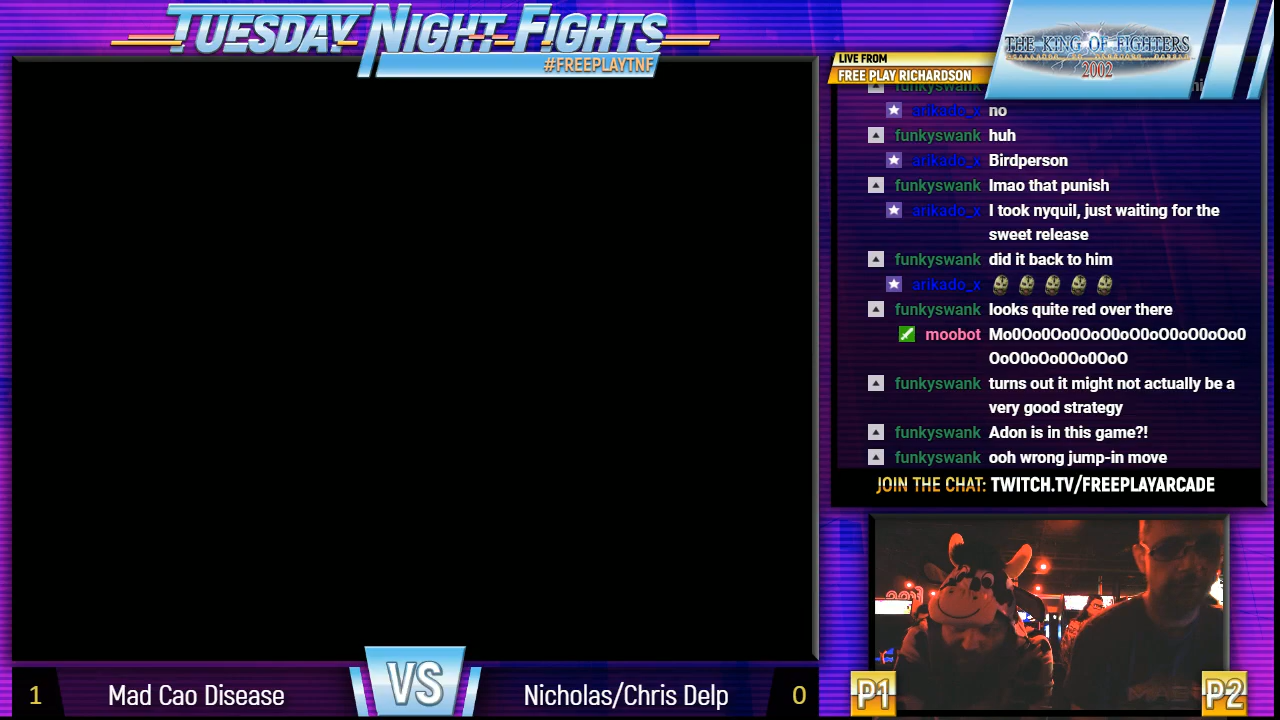 TUESDAY NIGHT FIGHTS
#FREEPLAYTNF
LIVE FROM
FREE PLAY RICHARDSON
THE KING OF FIGHTERS
2002
funkyswank
arikado_x no
funkyswank huh
arikado_x Birdperson
funkyswank lmao that punish
arikado_x I took nyquil, just waiting for the
sweet release
funkyswank did it back to him
arikado_x
funkyswank looks quite red over there
moobot Mo0Oo0Oo0OoO0oO0OoO0oO0Oo0
OoO0oOo0Oo0OoO
funkyswank turns out it might not actually be a
very good strategy
funkyswank Adon is in this game?!
funkyswank ooh wrong jump-in move
JOIN THE CHAT: TWITCH.TV/FREEPLAYARCADE
1 Mad Cao Disease VS Nicholas/Chris Delp 0
P1 P2